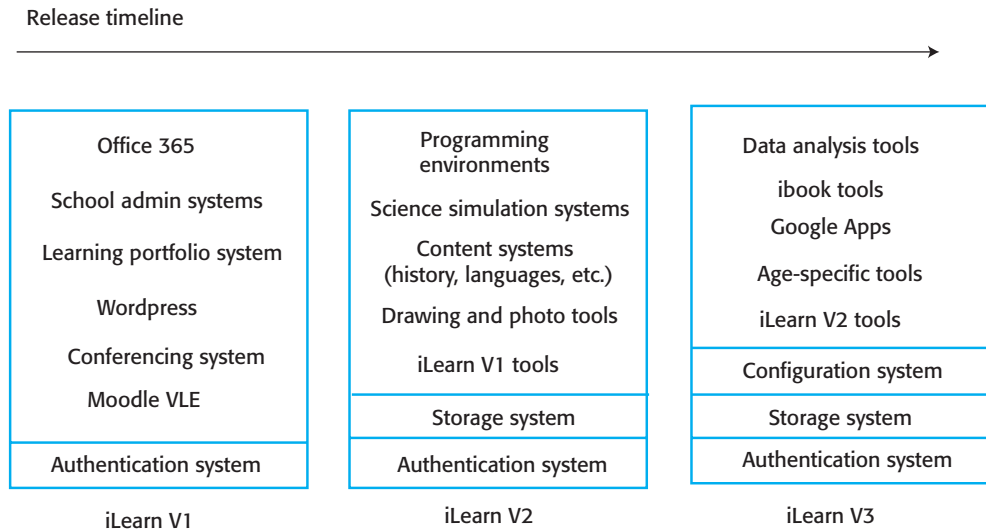 Release timeline
Office 365
School admin systems
Learning portfolio system
Wordpress
Conferencing system
Moodle VLE
Authentication system
iLearn V1
Programming
environments
Science simulation systems
Content systems
(history, languages, etc.)
Drawing and photo tools
iLearn V1 tools
Storage system
Authentication system
iLearn V2
Data analysis tools
ibook tools
Google Apps
Age-specific tools
iLearn V2 tools
Configuration system
Storage system
Authentication system
iLearn V3